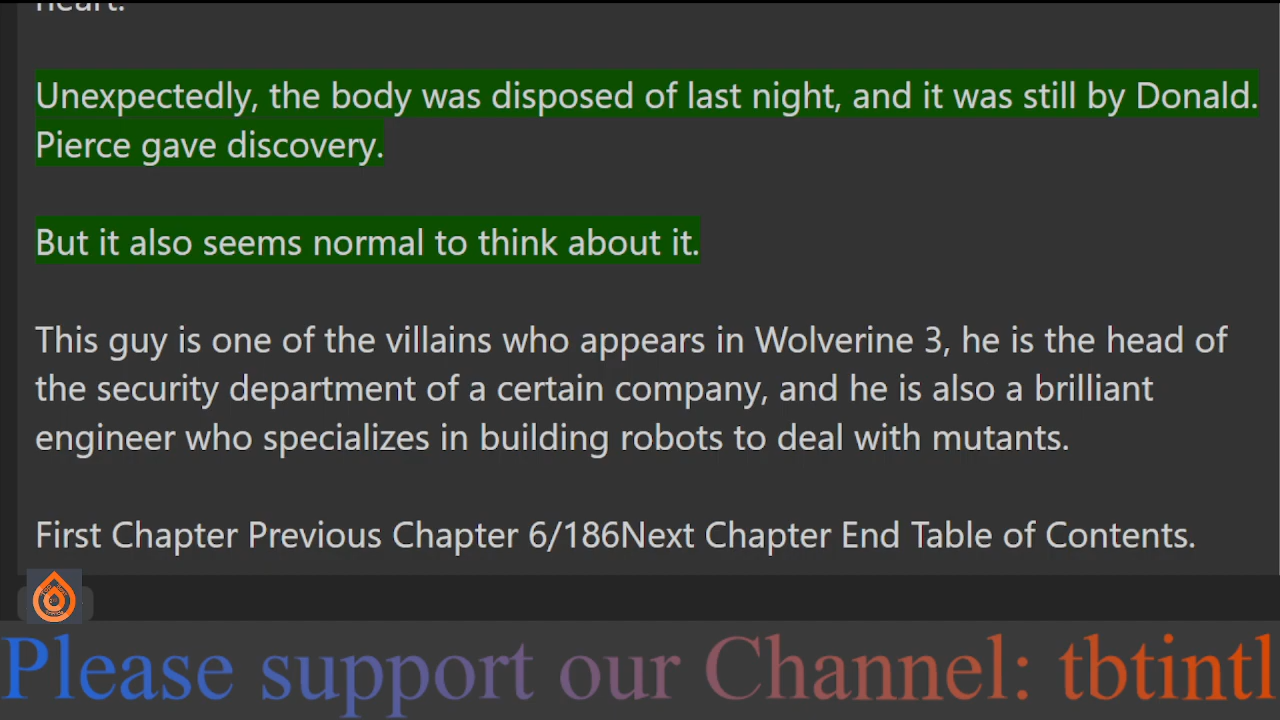 heart.
Unexpectedly, the body was disposed of last night, and it was still by Donald.
Pierce gave discovery.
But it also seems normal to think about it.
This guy is one of the villains who appears in Wolverine 3, he is the head of
the security department of a certain company, and he is also a brilliant
engineer who specializes in building robots to deal with mutants.
First Chapter Previous Chapter 6/186Next Chapter End Table of Contents.
Please support our Channel: tbtintl